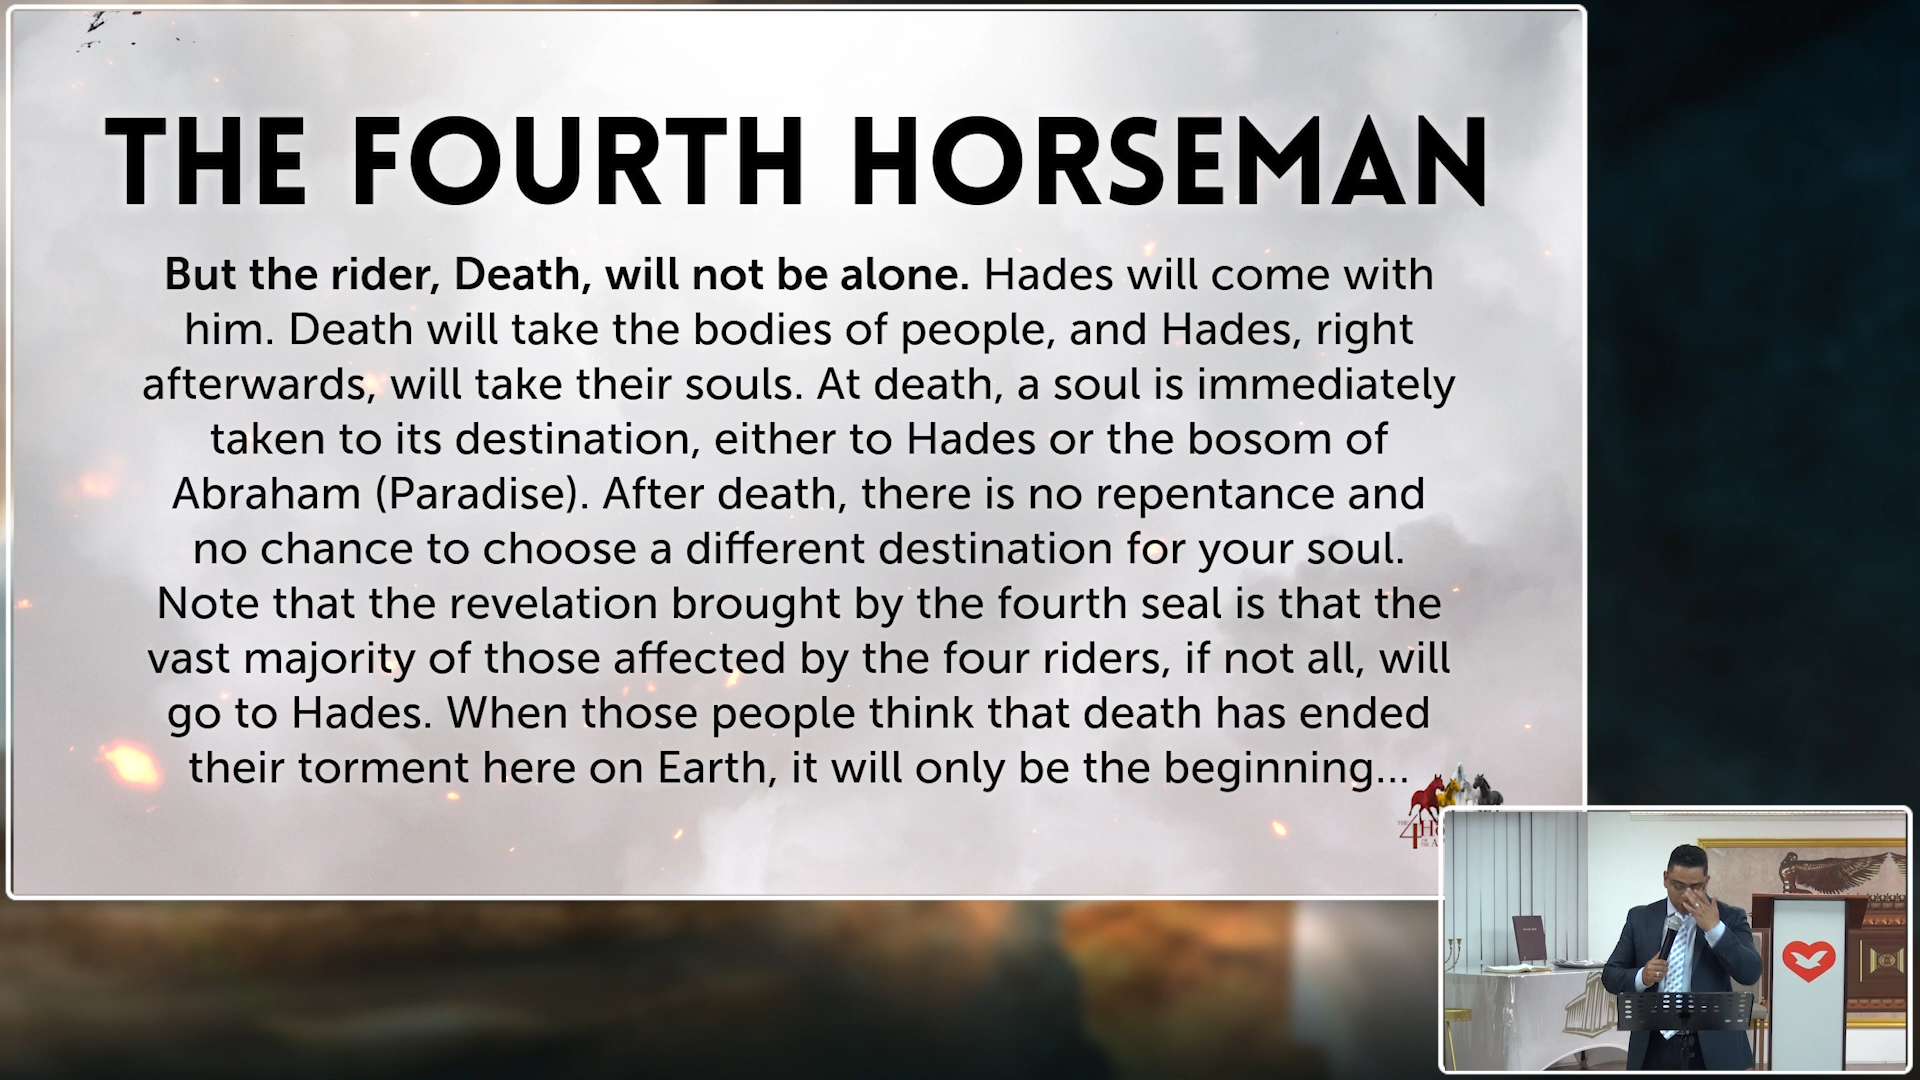 THE FOURTH HORSEMAN
But the rider, Death, will not be alone. Hades will come with
him. Death will take the bodies of people, and Hades, right
afterwards, will take their souls. At death, a soul is immediately
taken to its destination, either to Hades or the bosom of
Abraham (Paradise). After death, there is no repentance and
no chance to choose a different destination for your soul.
Note that the revelation brought by the fourth seal is that the
vast majority of those affected by the four riders, if not all, will
go to Hades. When those people think that death has ended
their torment here on Earth, it will only be the beginning...
THE
4